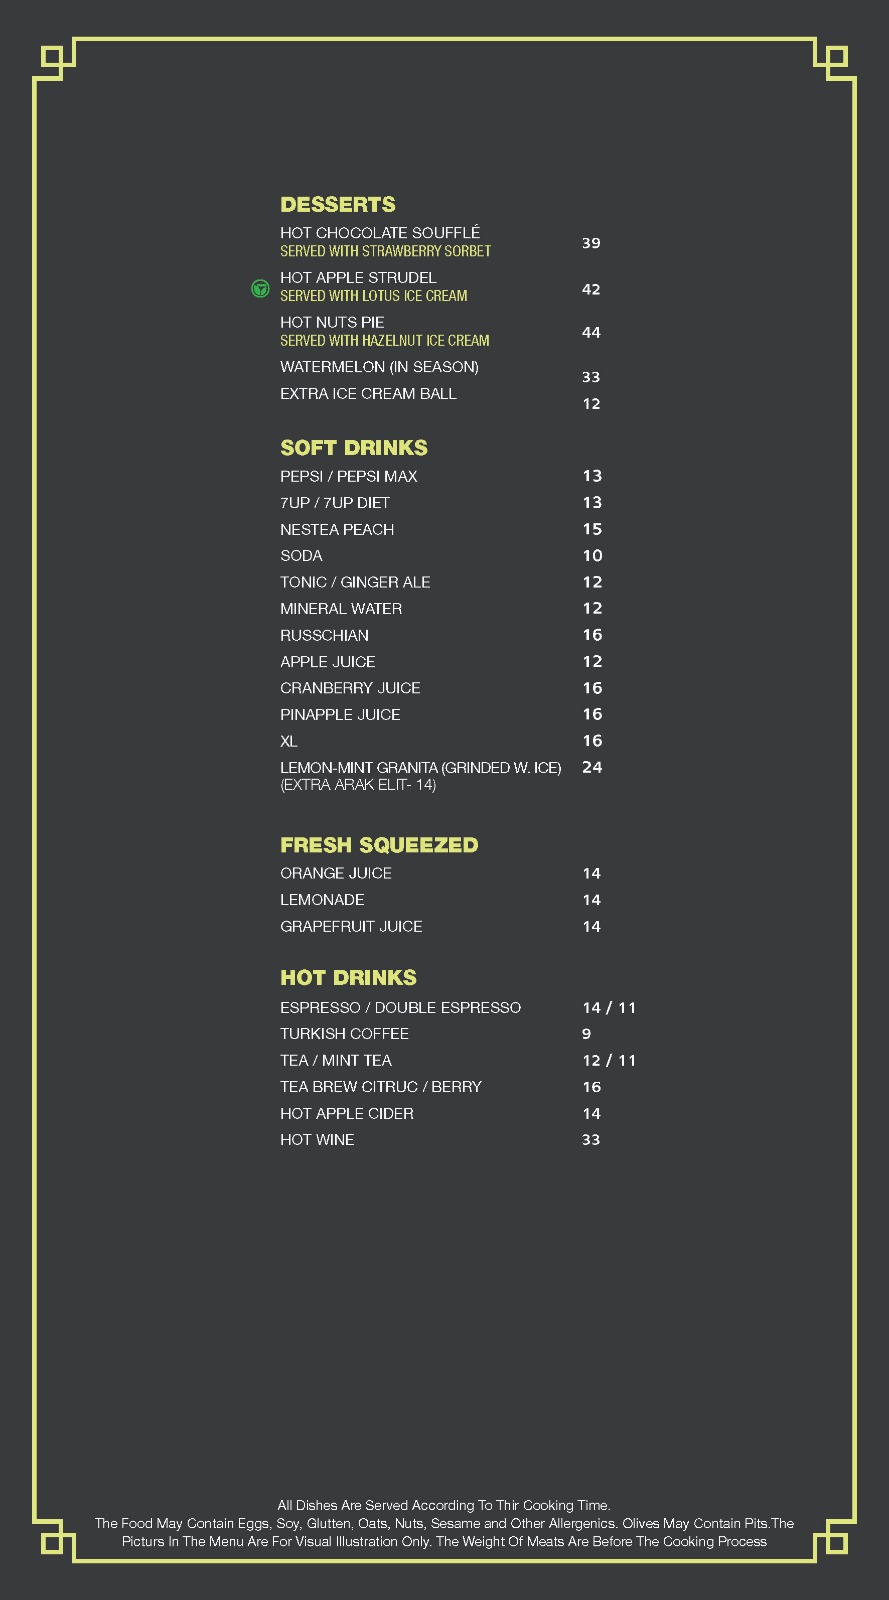 DESSERTS
HOT CHOCOLATE SOUFFLÉ
SERVED WITH STRAWBERRY SORBET 39
HOT APPLE STRUDEL
SERVED WITH LOTUS ICE CREAM 42
HOT NUTS PIE
SERVED WITH HAZELNUT ICE CREAM 44
WATERMELON (IN SEASON) 33
EXTRA ICE CREAM BALL 12
SOFT DRINKS
PEPSI / PEPSI MAX 13
7UP / 7UP DIET 13
NESTEA PEACH 15
SODA 10
TONIC / GINGER ALE 12
MINERAL WATER 12
RUSSCHIAN 16
APPLE JUICE 12
CRANBERRY JUICE 16
PINAPPLE JUICE 16
XL 16
LEMON-MINT GRANITA (GRINDED W. ICE) 24
(EXTRA ARAK ELIT- 14)
FRESH SQUEEZED
ORANGE JUICE 14
LEMONADE 14
GRAPEFRUIT JUICE 14
HOT DRINKS
ESPRESSO / DOUBLE ESPRESSO 14 / 11
TURKISH COFFEE 9
TEA / MINT TEA 12 / 11
TEA BREW CITRUC / BERRY 16
HOT APPLE CIDER 14
HOT WINE 33
All Dishes Are Served According To Thir Cooking Time.
The Food May Contain Eggs, Soy, Glutten, Oats, Nuts, Sesame and Other Allergenics. Olives May Contain Pits.The
Picturs In The Menu Are For Visual Illustration Only. The Weight Of Meats Are Before The Cooking Process